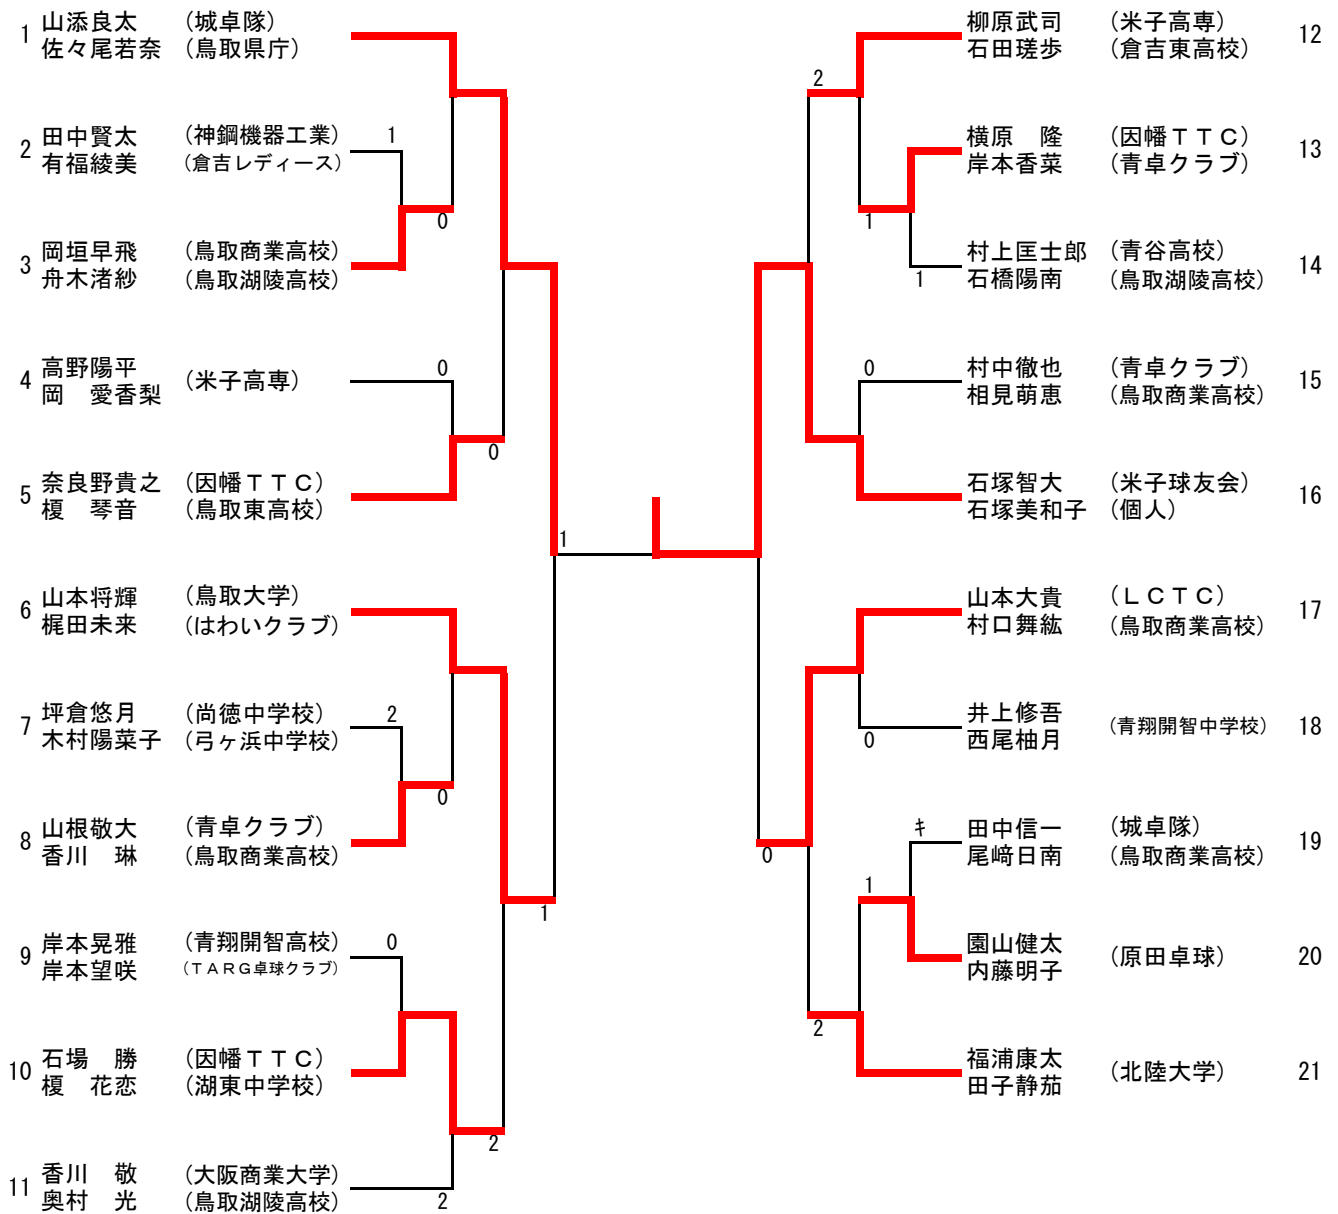 1 山添良太 (城卓隊)
佐々尾若奈 (鳥取県庁)
2 田中賢太 (神鋼機器工業) 1
有福綾美 (倉吉レディース)
0
3 岡垣早飛 (鳥取商業高校)
舟木渚紗 (鳥取湖陵高校)
4 高野陽平
岡　愛香梨 (米子高専) 0
0
5 奈良野貴之 (因幡ＴＴＣ)
榎　琴音 (鳥取東高校)
1
6 山本将輝 (鳥取大学)
梶田未来 (はわいクラブ)
7 坪倉悠月 (尚徳中学校) 2
木村陽菜子 (弓ヶ浜中学校)
0
8 山根敬大 (青卓クラブ)
香川　琳 (鳥取商業高校)
1
9 岸本晃雅 (青翔開智高校) 0
岸本望咲 (ＴＡＲＧ卓球クラブ)
10 石場　勝 (因幡ＴＴＣ)
榎　花恋 (湖東中学校)
2
11 香川　敬 (大阪商業大学)
奥村　光 (鳥取湖陵高校) 2
柳原武司 (米子高専) 12
石田瑳歩 (倉吉東高校)
2
横原　隆 (因幡ＴＴＣ) 13
岸本香菜 (青卓クラブ)
1
村上匡士郎 (青谷高校) 14
1 石橋陽南 (鳥取湖陵高校)
0 村中徹也 (青卓クラブ) 15
相見萌恵 (鳥取商業高校)
石塚智大 (米子球友会) 16
石塚美和子 (個人)
山本大貴 (ＬＣＴＣ) 17
村口舞紘 (鳥取商業高校)
井上修吾 (青翔開智中学校) 18
0 西尾柚月
ｷ 田中信一 (城卓隊) 19
0 尾﨑日南 (鳥取商業高校)
1
園山健太 (原田卓球) 20
内藤明子
2
福浦康太 (北陸大学) 21
田子静茄